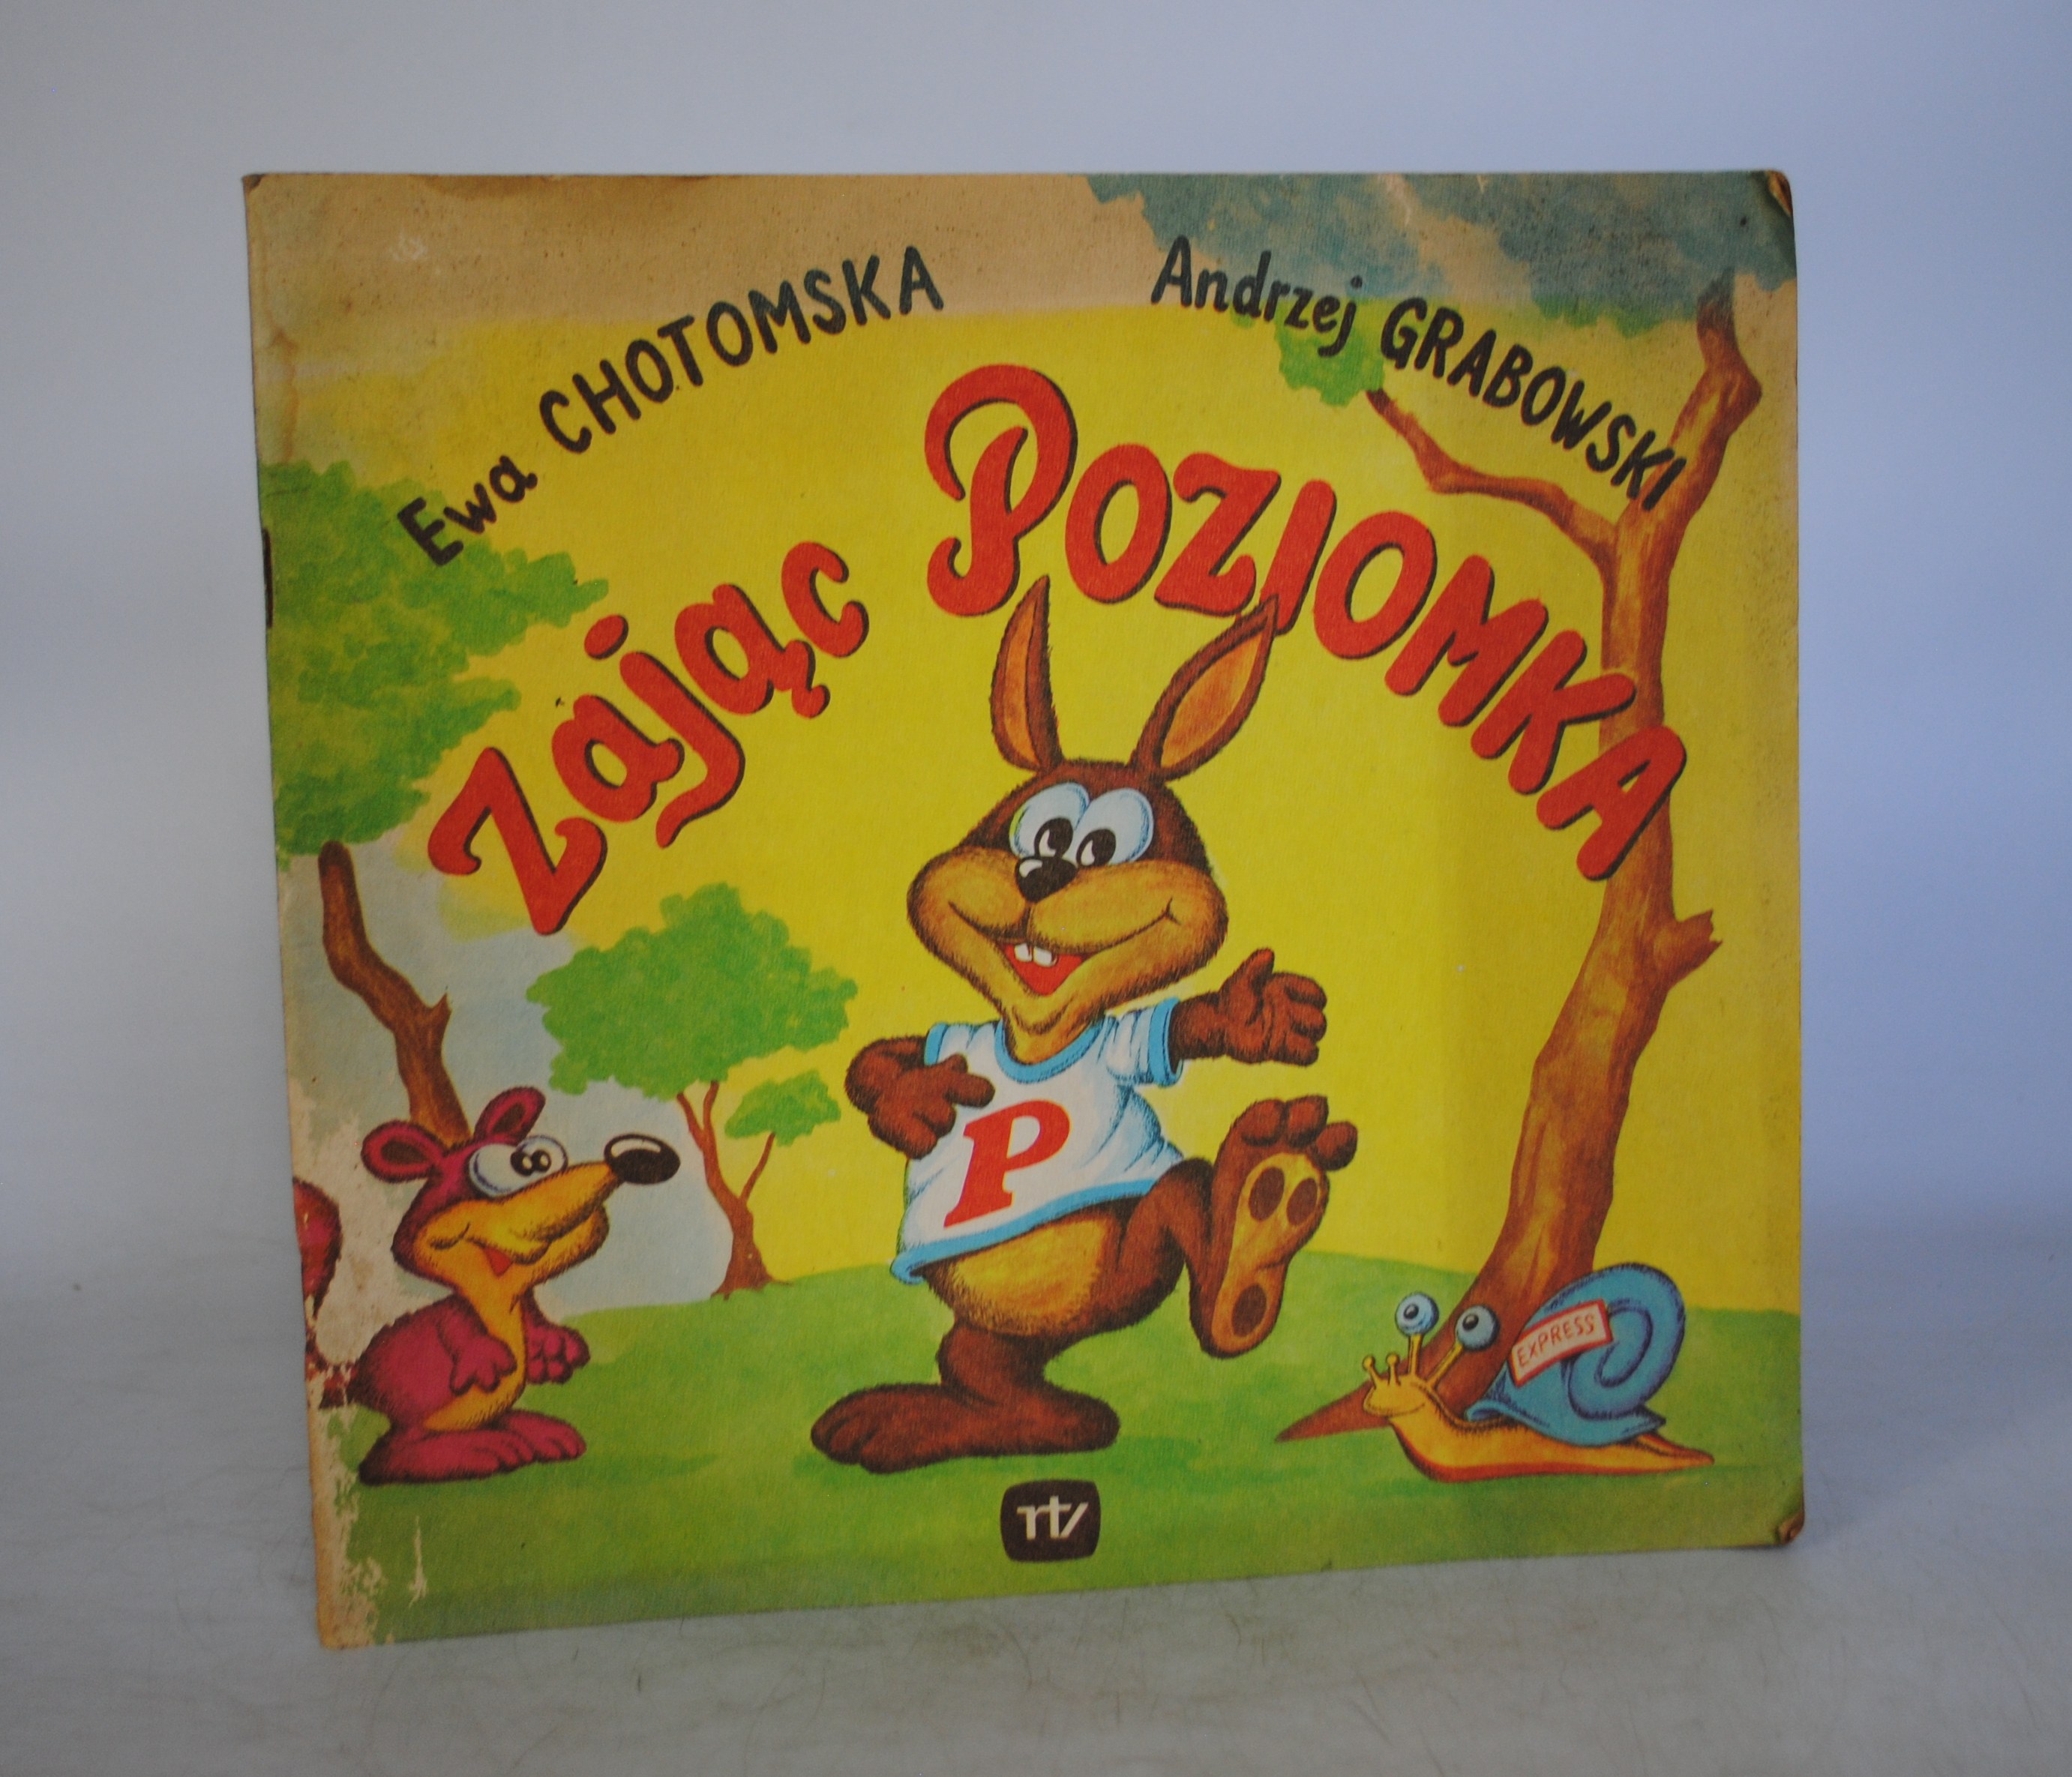 Ewa CHOTOMSKA
Andrzej GRABOWSKI
Zając POZIOMKA
P
EXPRESS
rtv